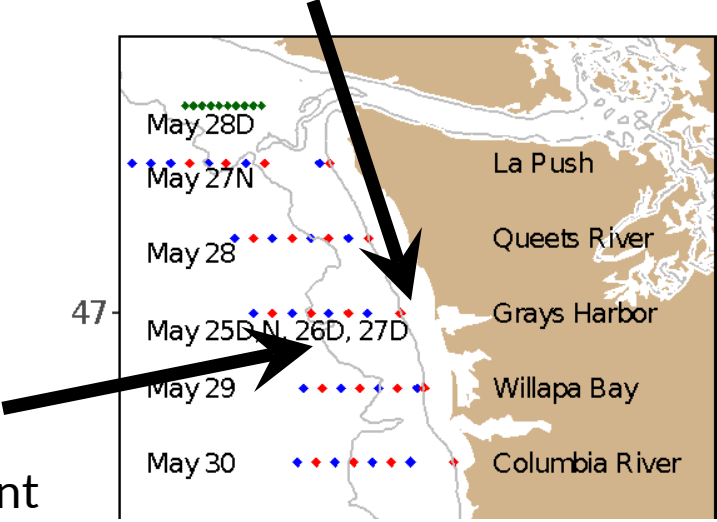 May 28D
La Push
May 27N
Queets River
May 28
47
Grays Harbor
May 25D,N, 26D, 27D
May 29
Willapa Bay
May 30
Columbia River